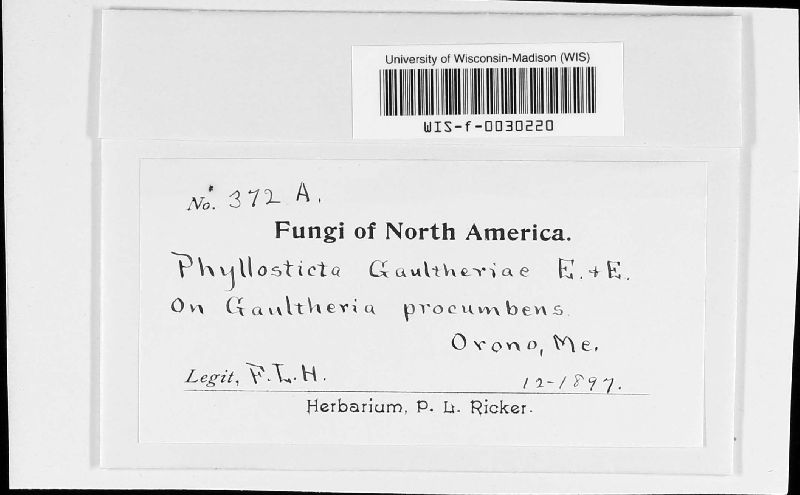 University of Wisconsin-Madison (WIS)
WIS-f-0030220
No. 372 A.
Fungi of North America.
Phyllosticta Gaultheriae E. + E.
On Gaultheria procumbens.
Orono, Me.
Legit, F. L. H.
12-1897.
Herbarium, P. L. Ricker.